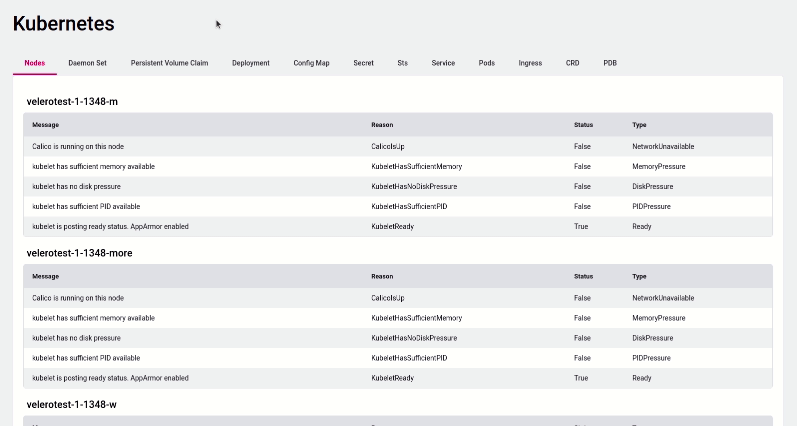 Kubernetes
Nodes Daemon Set Persistent Volume Claim Deployment Config Map Secret Sts Service Pods Ingress CRD PDB
velerotest-1-1348-m
Message Reason Status Type
Calico is running on this node CalicoIsUp False NetworkUnavailable
kubelet has sufficient memory available KubeletHasSufficientMemory False MemoryPressure
kubelet has no disk pressure KubeletHasNoDiskPressure False DiskPressure
kubelet has sufficient PID available KubeletHasSufficientPID False PIDPressure
kubelet is posting ready status. AppArmor enabled KubeletReady True Ready
velerotest-1-1348-more
Message Reason Status Type
Calico is running on this node CalicoIsUp False NetworkUnavailable
kubelet has sufficient memory available KubeletHasSufficientMemory False MemoryPressure
kubelet has no disk pressure KubeletHasNoDiskPressure False DiskPressure
kubelet has sufficient PID available KubeletHasSufficientPID False PIDPressure
kubelet is posting ready status. AppArmor enabled KubeletReady True Ready
velerotest-1-1348-w